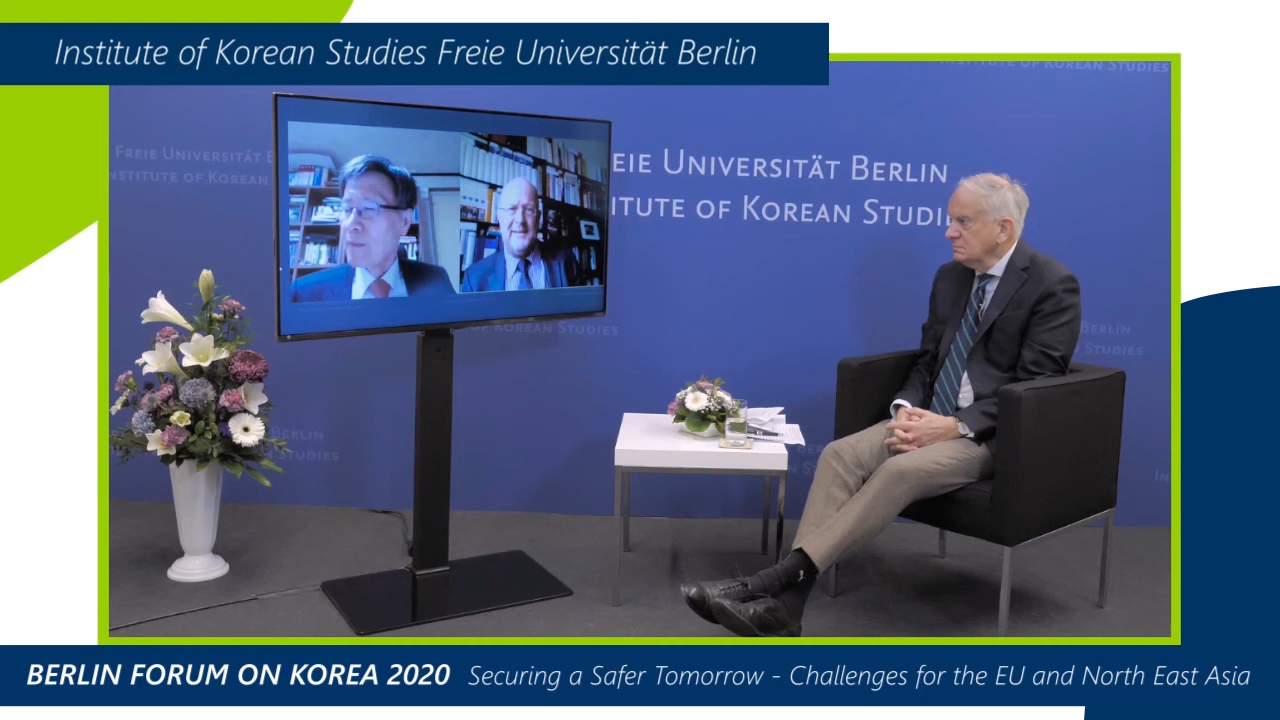 Institute of Korean Studies Freie Universität Berlin
INSTITUTE OF KOREAN STUDIES
FREIE UNIVERSITÄT
INSTITUTE OF KOREAN
EIE UNIVERSITÄT BERLIN
ITUTE OF KOREAN STUDI
OF KOREAN STUDIES
BERLIN
STUDIES
BERLIN
STUDIES
BERLIN FORUM ON KOREA 2020 Securing a Safer Tomorrow - Challenges for the EU and North East Asia